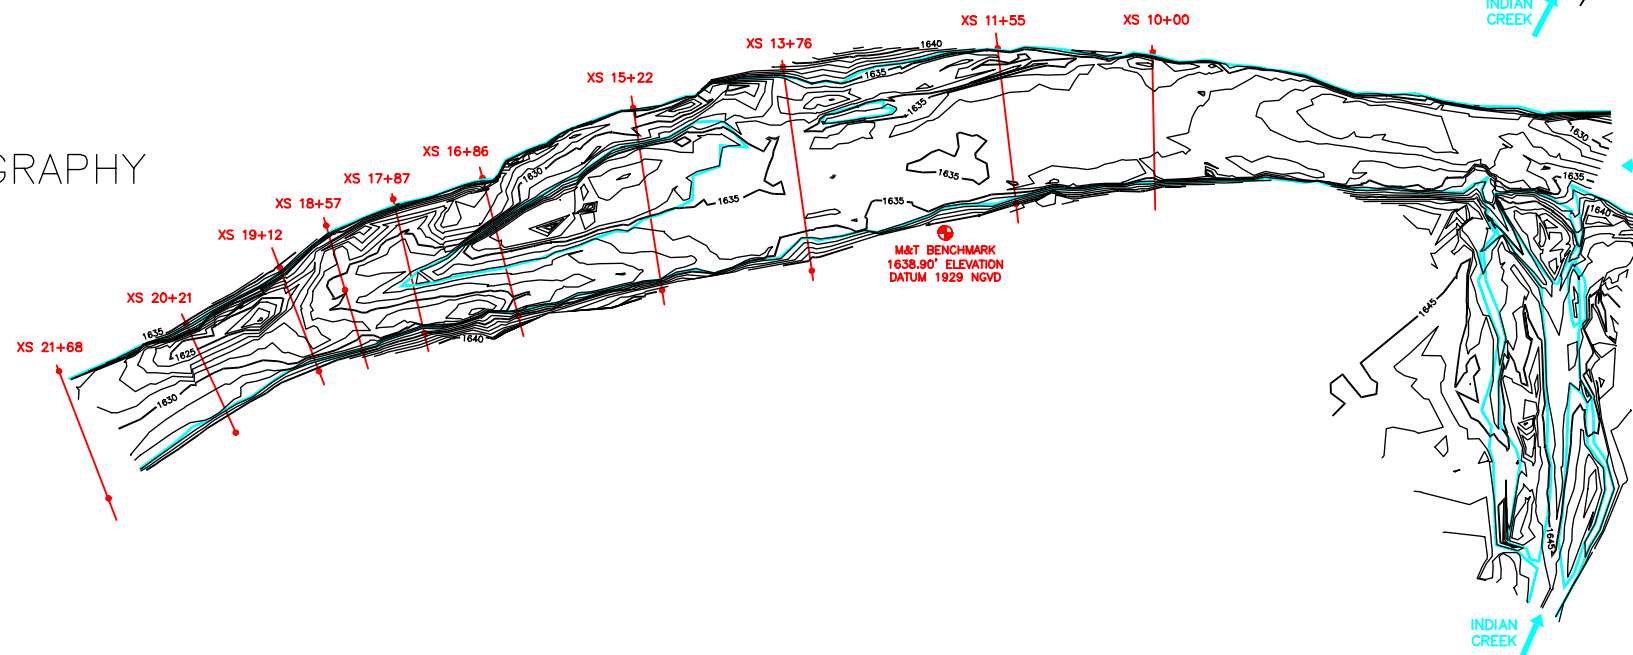 INDIAN
CREEK
XS 10+00
XS 11+55
XS 13+76
1640
1635
XS 15+22
1635
1630
GRAPHY
XS 16+86
1630
1635
1635
XS 17+87
1635
1635
1640
XS 18+57
XS 19+12
M&T BENCHMARK
1638.90' ELEVATION
DATUM 1929 NGVD
XS 20+21
1645
1635
1640
XS 21+68
1625
1630
1645
INDIAN
CREEK